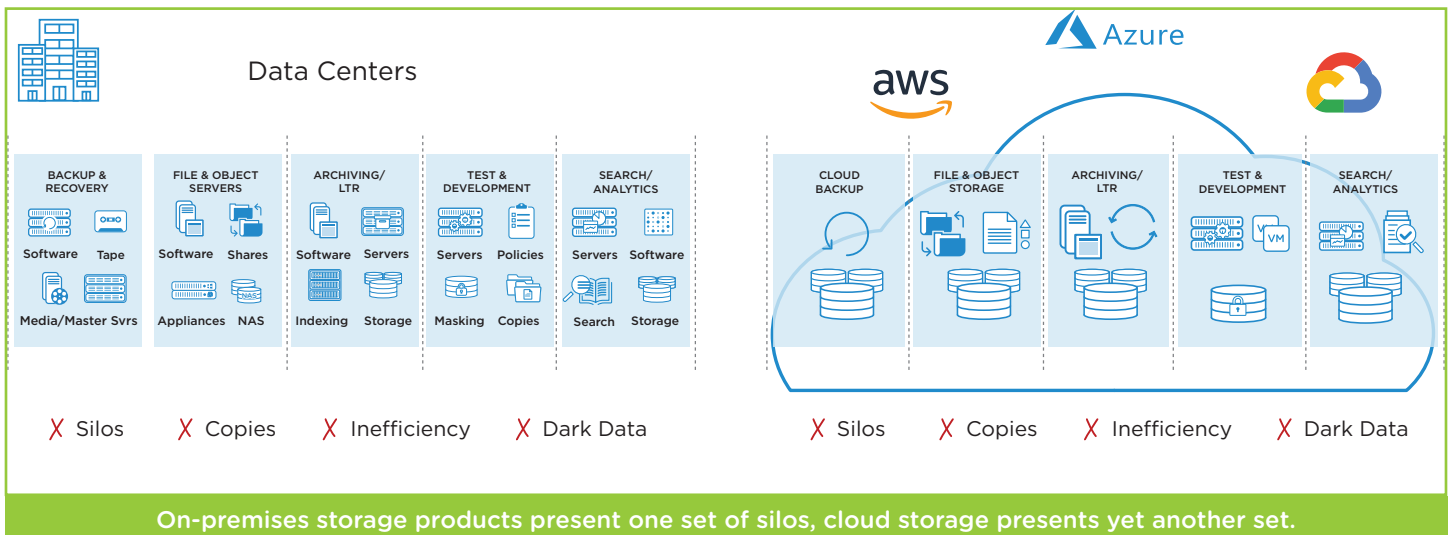 Azure
Data Centers
aws
BACKUP &
RECOVERY
Software
Tape
Media/Master Svrs
FILE & OBJECT
SERVERS
Software
Shares
NAS
Appliances
NAS
ARCHIVING/
LTR
Software
Servers
Indexing
Storage
TEST &
DEVELOPMENT
Servers
Policies
Masking
Copies
SEARCH/
ANALYTICS
Servers
Software
Search
Storage
CLOUD
BACKUP
FILE & OBJECT
STORAGE
ARCHIVING/
LTR
TEST &
DEVELOPMENT
V
VM
SEARCH/
ANALYTICS
X Silos
X Copies
X Inefficiency
X Dark Data
X Silos
X Copies
X Inefficiency
X Dark Data
On-premises storage products present one set of silos, cloud storage presents yet another set.